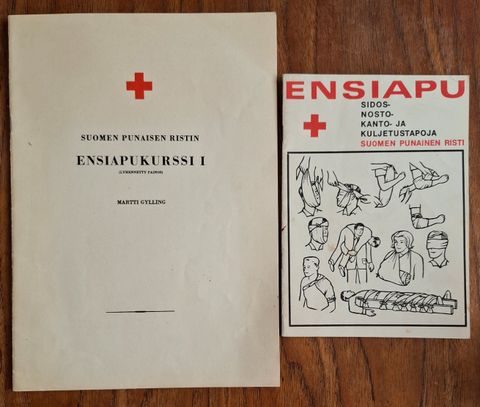 SUOMEN PUNAISEN RISTIN
ENSIAPUKURSSI I
(LYHENNETTY PAINOS)
MARTTI GYLLING
ENSIAPU
SIDOS-
NOSTO-
KANTO- JA
KULJETUSTAPOJA
SUOMEN PUNAINEN RISTI